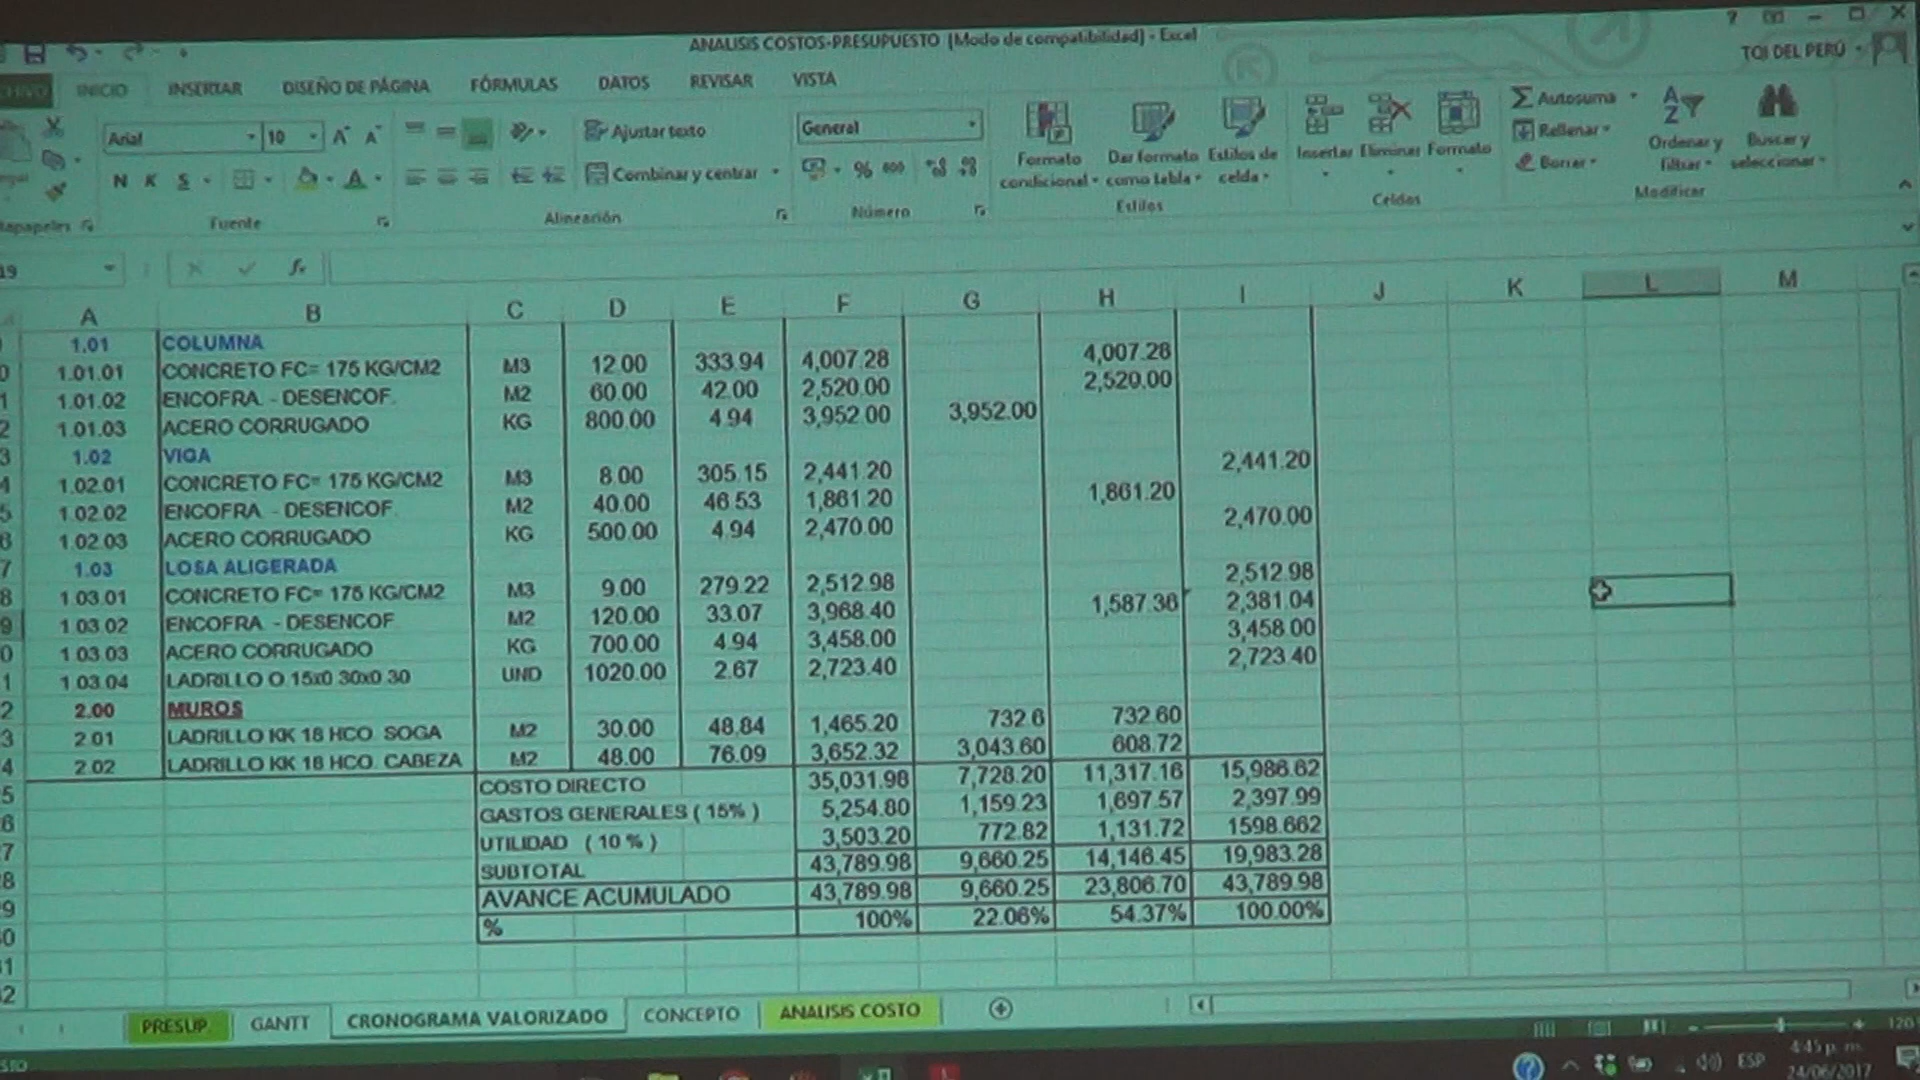 ANALISIS COSTOS-PRESUPUESTO [Modo de compatibilidad] - Excel
TOJ DEL PERÚ
INICIO INSERTAR DISEÑO DE PÁGINA FÓRMULAS DATOS REVISAR VISTA
Arial 10 Ajustar texto General Autosuma
Formato condicional Dar formato como tabla Estilos de celda Insertar Eliminar Formato Rellenar Ordenar y filtrar Buscar y seleccionar
N K S Combinar y centrar % 000 Borrar
Fuente Alineación Número Estilos Celdas Modificar
fx
A B C D E F G H I J K L M
1.01 COLUMNA
1.01.01 CONCRETO FC= 175 KG/CM2 M3 12.00 333.94 4,007.28 4,007.28
1.01.02 ENCOFRA. - DESENCOF. M2 60.00 42.00 2,520.00 2,520.00
1.01.03 ACERO CORRUGADO KG 800.00 4.94 3,952.00 3,952.00
1.02 VIGA
1.02.01 CONCRETO FC= 175 KG/CM2 M3 8.00 305.15 2,441.20 2,441.20
1.02.02 ENCOFRA. - DESENCOF. M2 40.00 46.53 1,861.20 1,861.20
1.02.03 ACERO CORRUGADO KG 500.00 4.94 2,470.00 2,470.00
1.03 LOSA ALIGERADA
1.03.01 CONCRETO FC= 175 KG/CM2 M3 9.00 279.22 2,512.98 2,512.98
1.03.02 ENCOFRA. - DESENCOF. M2 120.00 33.07 3,968.40 1,587.36 2,381.04
1.03.03 ACERO CORRUGADO KG 700.00 4.94 3,458.00 3,458.00
1.03.04 LADRILLO 0.15x0.30x0.30 UND 1020.00 2.67 2,723.40 2,723.40
2.00 MUROS
2.01 LADRILLO KK 18 HCO. SOGA M2 30.00 48.84 1,465.20 732.6 732.60
2.02 LADRILLO KK 18 HCO. CABEZA M2 48.00 76.09 3,652.32 3,043.60 608.72
COSTO DIRECTO 35,031.98 7,728.20 11,317.16 15,986.62
GASTOS GENERALES ( 15% ) 5,254.80 1,159.23 1,697.57 2,397.99
UTILIDAD ( 10 % ) 3,503.20 772.82 1,131.72 1598.662
SUBTOTAL 43,789.98 9,660.25 14,146.45 19,983.28
AVANCE ACUMULADO 43,789.98 9,660.25 23,806.70 43,789.98
% 100% 22.06% 54.37% 100.00%
PRESUP. GANTT CRONOGRAMA VALORIZADO CONCEPTO ANALISIS COSTO
ESP 4:45 p. m.
24/06/2017